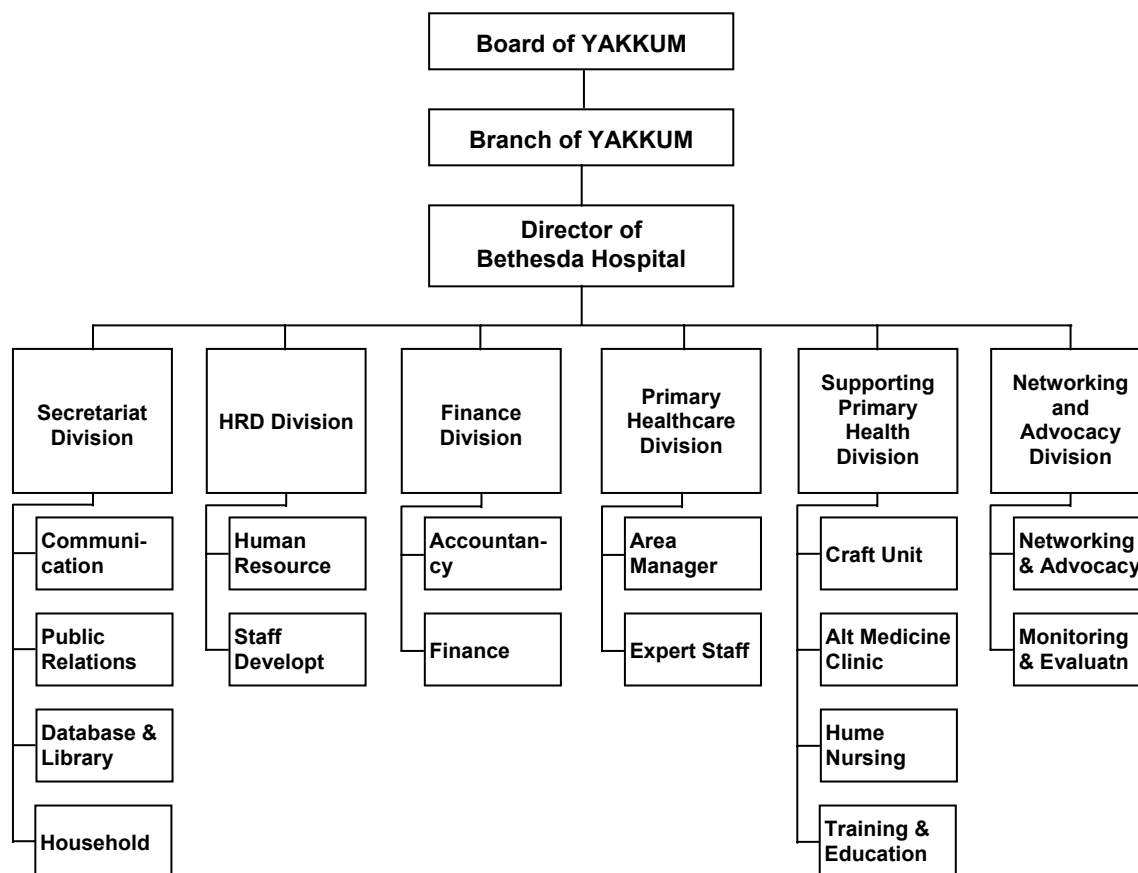 Board of YAKKUM
Branch of YAKKUM
Director of
Bethesda Hospital
Secretariat
Division
HRD Division
Finance
Division
Primary
Healthcare
Division
Supporting
Primary
Health
Division
Networking
and
Advocacy
Division
Communi-
cation
Public
Relations
Database &
Library
Household
Human
Resource
Staff
Developt
Accountan-
cy
Finance
Area
Manager
Expert Staff
Craft Unit
Alt Medicine
Clinic
Hume
Nursing
Training &
Education
Networking
& Advocacy
Monitoring
& Evaluatn